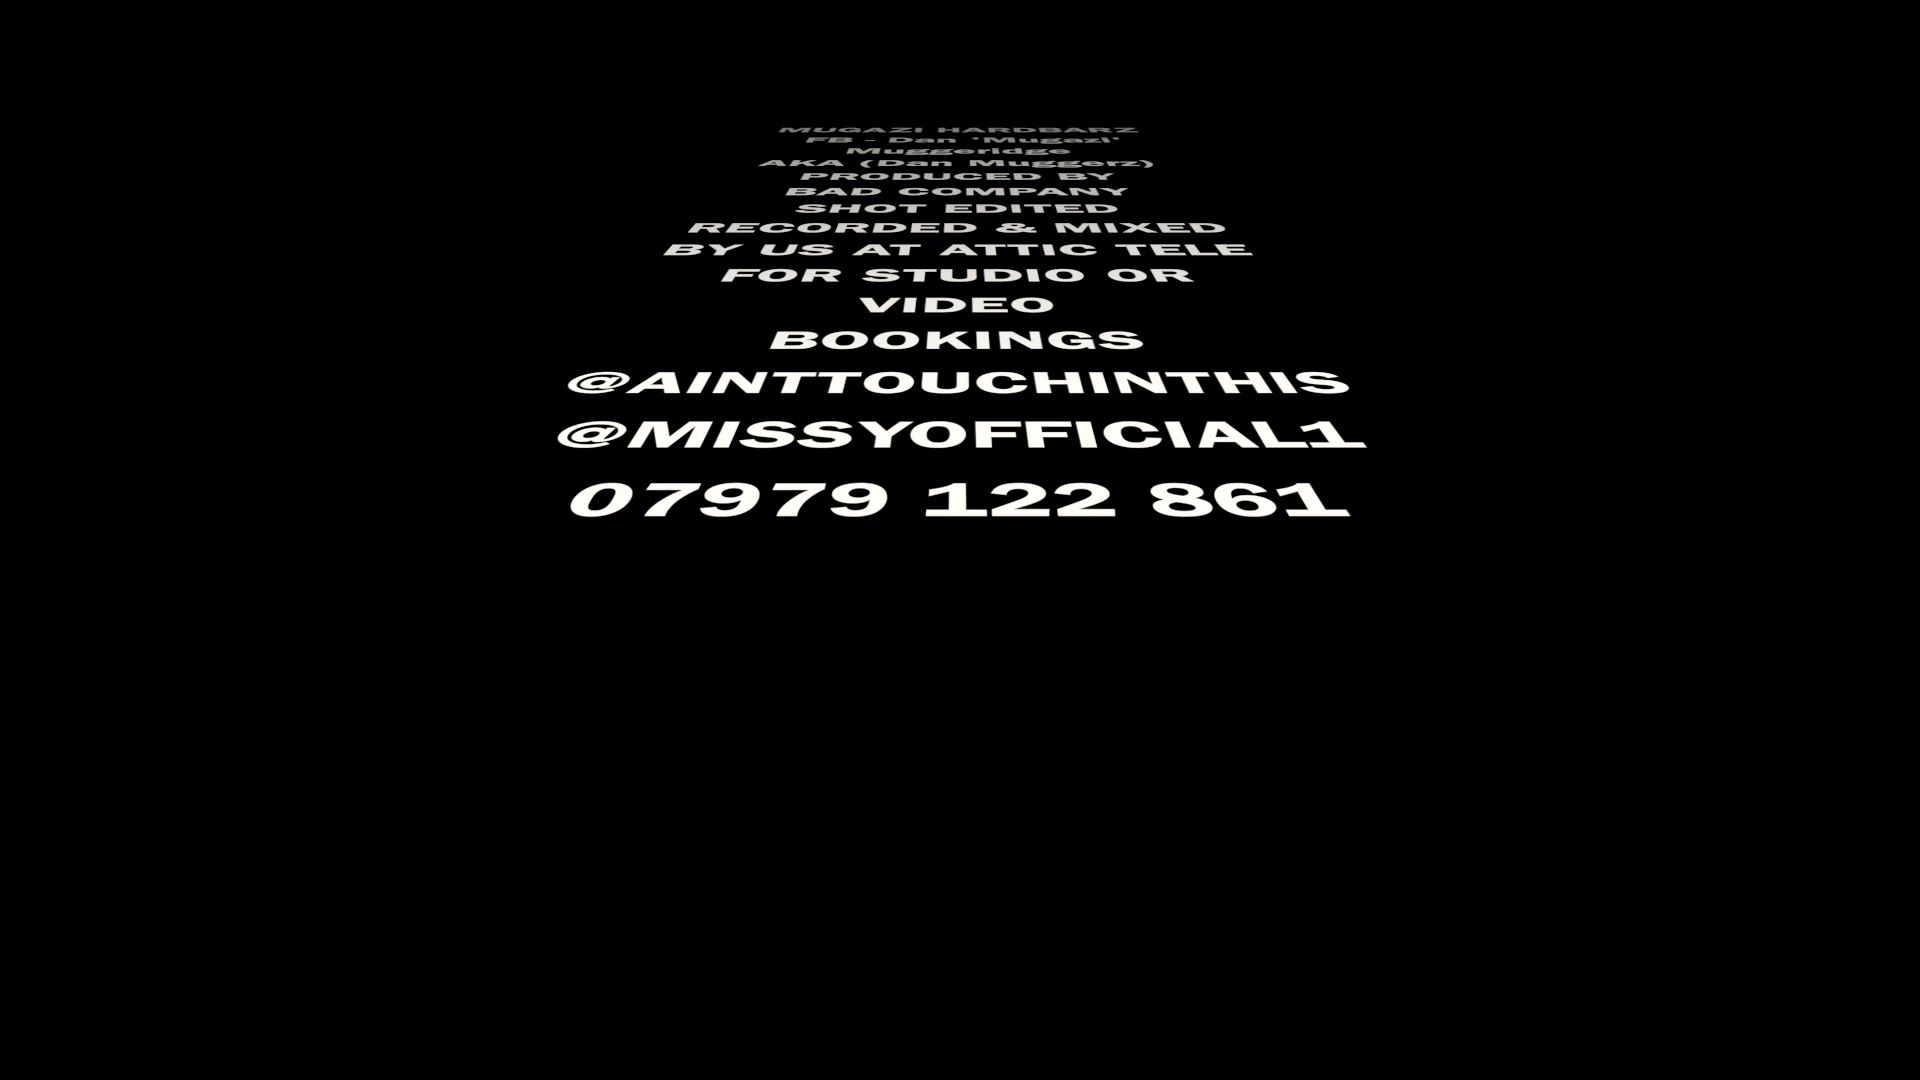 MUGAZI HARDBARZ
FB - Dan 'Mugazi'
Muggeridge
AKA (Dan Muggerz)
PRODUCED BY
BAD COMPANY
SHOT EDITED
RECORDED & MIXED
BY US AT ATTIC TELE
FOR STUDIO OR
VIDEO
BOOKINGS
@AINTTOUCHINTHIS
@MISSYOFFICIAL1
07979 122 861